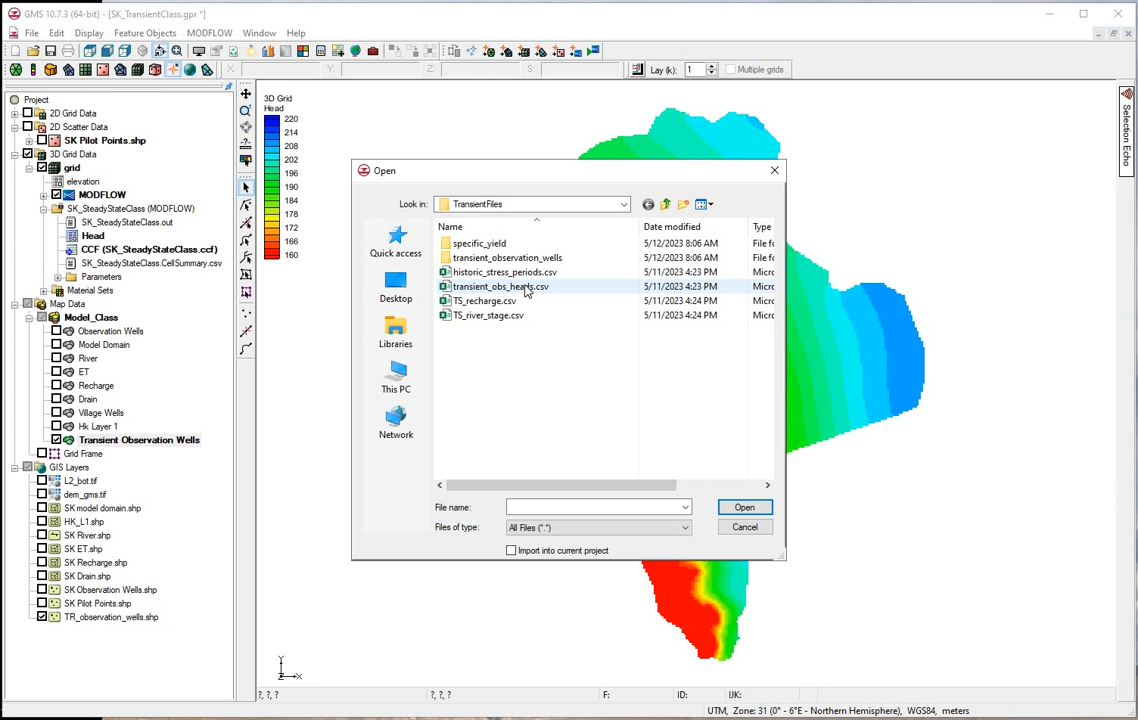 GMS 10.7.3 (64-bit) - [SK_TransientClass.gpr *]
File Edit Display Feature Objects MODFLOW Window Help
X: Y: Z: S: Lay (k): 1 Multiple grids
Project
2D Grid Data
2D Scatter Data
SK Pilot Points.shp
3D Grid Data
grid
elevation
MODFLOW
SK_SteadyStateClass (MODFLOW)
SK_SteadyStateClass.out
Head
CCF (SK_SteadyStateClass.ccf)
SK_SteadyStateClass.CellSummary.csv
Parameters
Material Sets
Map Data
Model_Class
Observation Wells
Model Domain
River
ET
Recharge
Drain
Village Wells
Hk Layer 1
Transient Observation Wells
Grid Frame
GIS Layers
L2_bot.tif
dem_gms.tif
SK model domain.shp
HK_L1.shp
SK River.shp
SK ET.shp
SK Recharge.shp
SK Drain.shp
SK Observation Wells.shp
SK Pilot Points.shp
TR_observation_wells.shp
3D Grid
Head
220
214
208
202
196
190
184
178
172
166
160
Open
Look in: TransientFiles
Name Date modified Type
specific_yield 5/12/2023 8:06 AM File fo
transient_observation_wells 5/12/2023 8:06 AM File fo
historic_stress_periods.csv 5/11/2023 4:23 PM Micro
transient_obs_heads.csv 5/11/2023 4:23 PM Micro
TS_recharge.csv 5/11/2023 4:24 PM Micro
TS_river_stage.csv 5/11/2023 4:24 PM Micro
Quick access
Desktop
Libraries
This PC
Network
File name: Open
Files of type: All Files (*.*) Cancel
Import into current project
Selection Echo
Y
Z X
?, ?, ? ?, ?, ? F: ID: IJK:
UTM, Zone: 31 (0° - 6°E - Northern Hemisphere), WGS84, meters